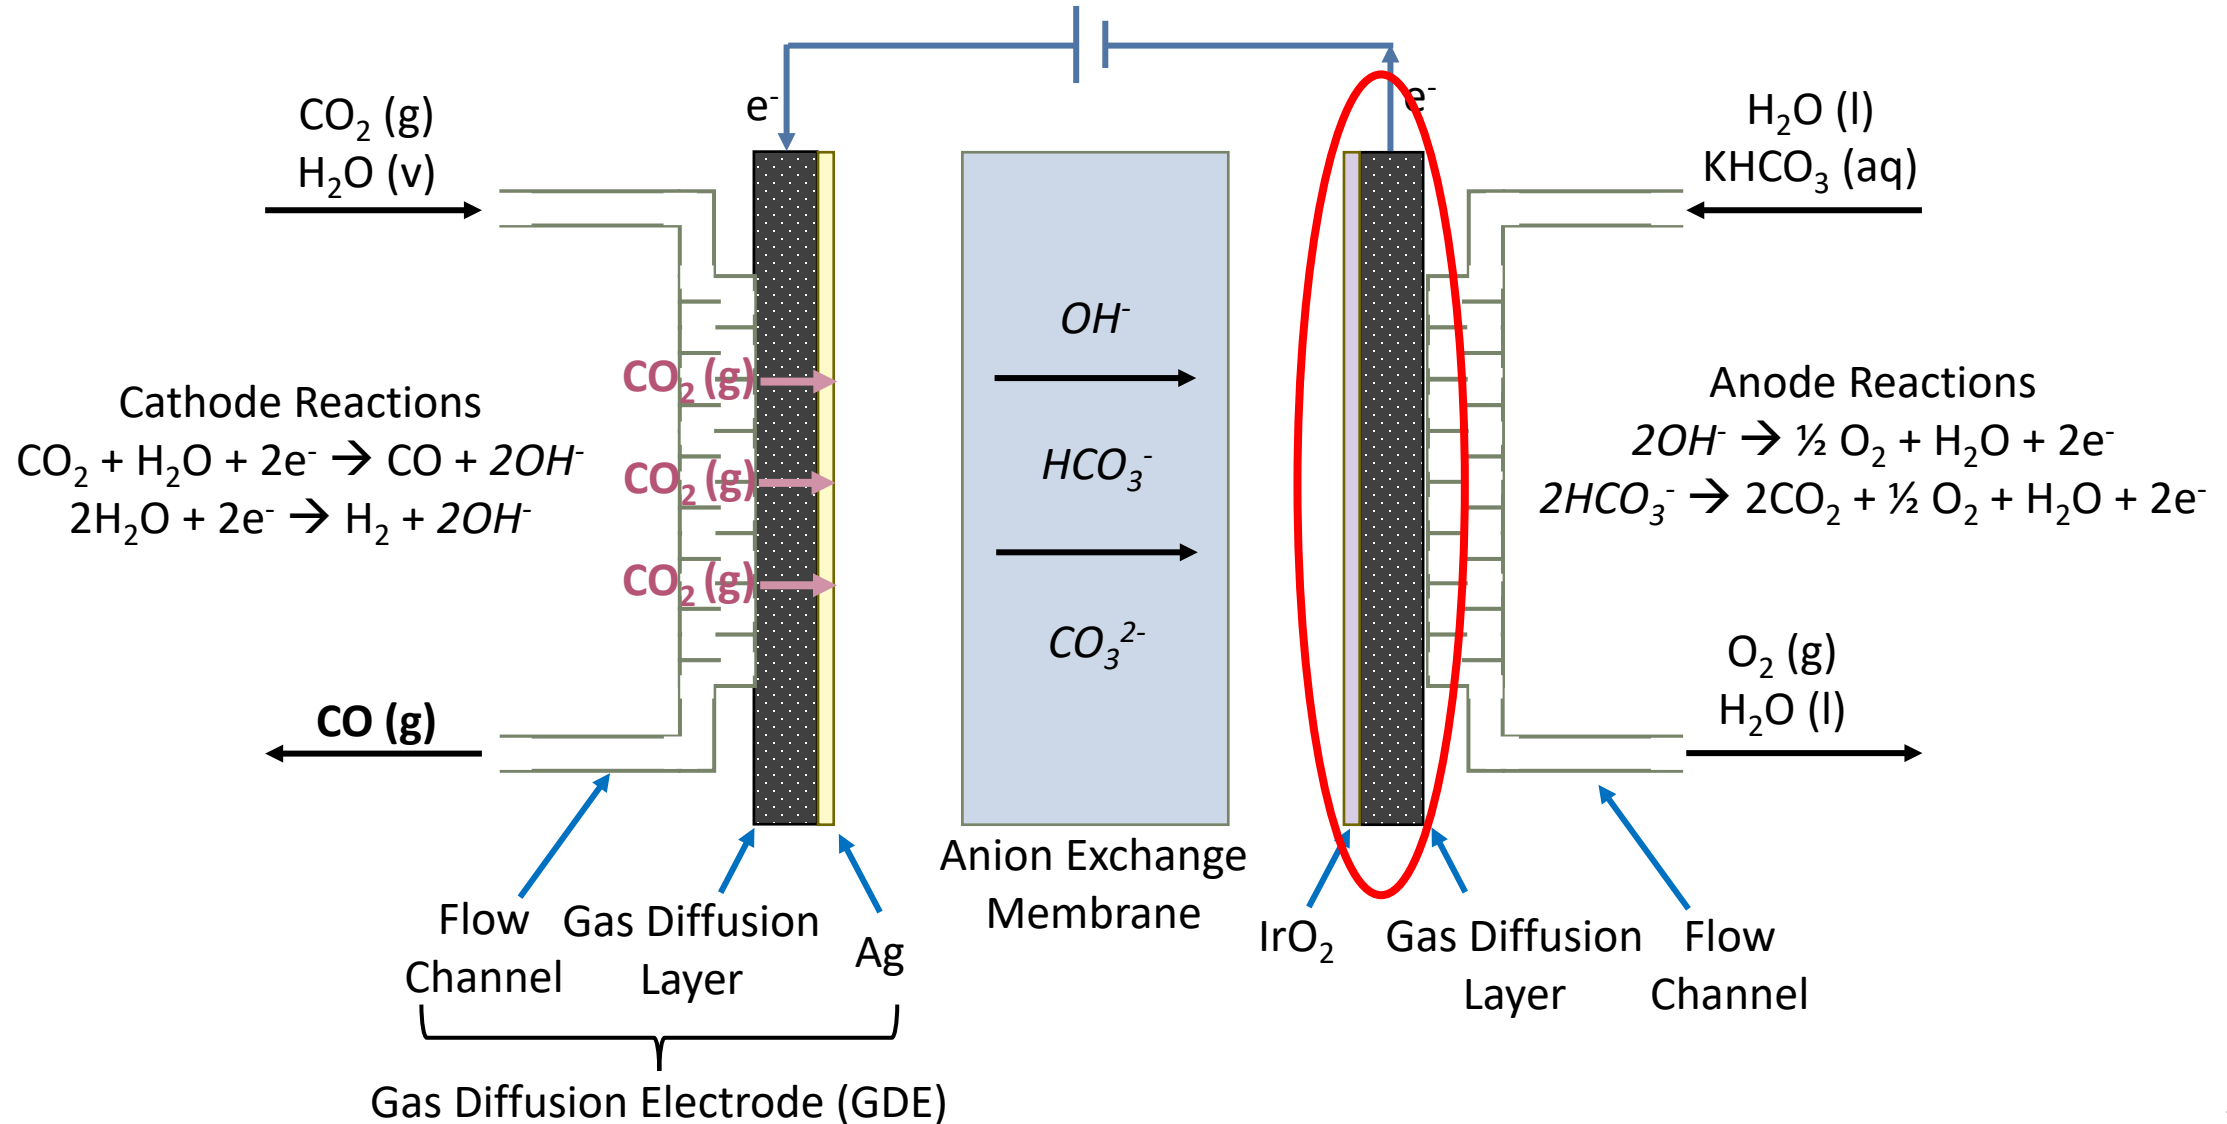 e⁻
e⁻
CO₂ (g)
H₂O (v)
H₂O (l)
KHCO₃ (aq)
OH⁻
HCO₃⁻
CO₃²⁻
CO₂ (g)
CO₂ (g)
CO₂ (g)
Cathode Reactions
CO₂ + H₂O + 2e⁻ → CO + 2OH⁻
2H₂O + 2e⁻ → H₂ + 2OH⁻
Anode Reactions
2OH⁻ → ½ O₂ + H₂O + 2e⁻
2HCO₃⁻ → 2CO₂ + ½ O₂ + H₂O + 2e⁻
CO (g)
O₂ (g)
H₂O (l)
Anion Exchange
Membrane
Flow
Channel
Gas Diffusion
Layer
Ag
IrO₂
Gas Diffusion
Layer
Flow
Channel
Gas Diffusion Electrode (GDE)